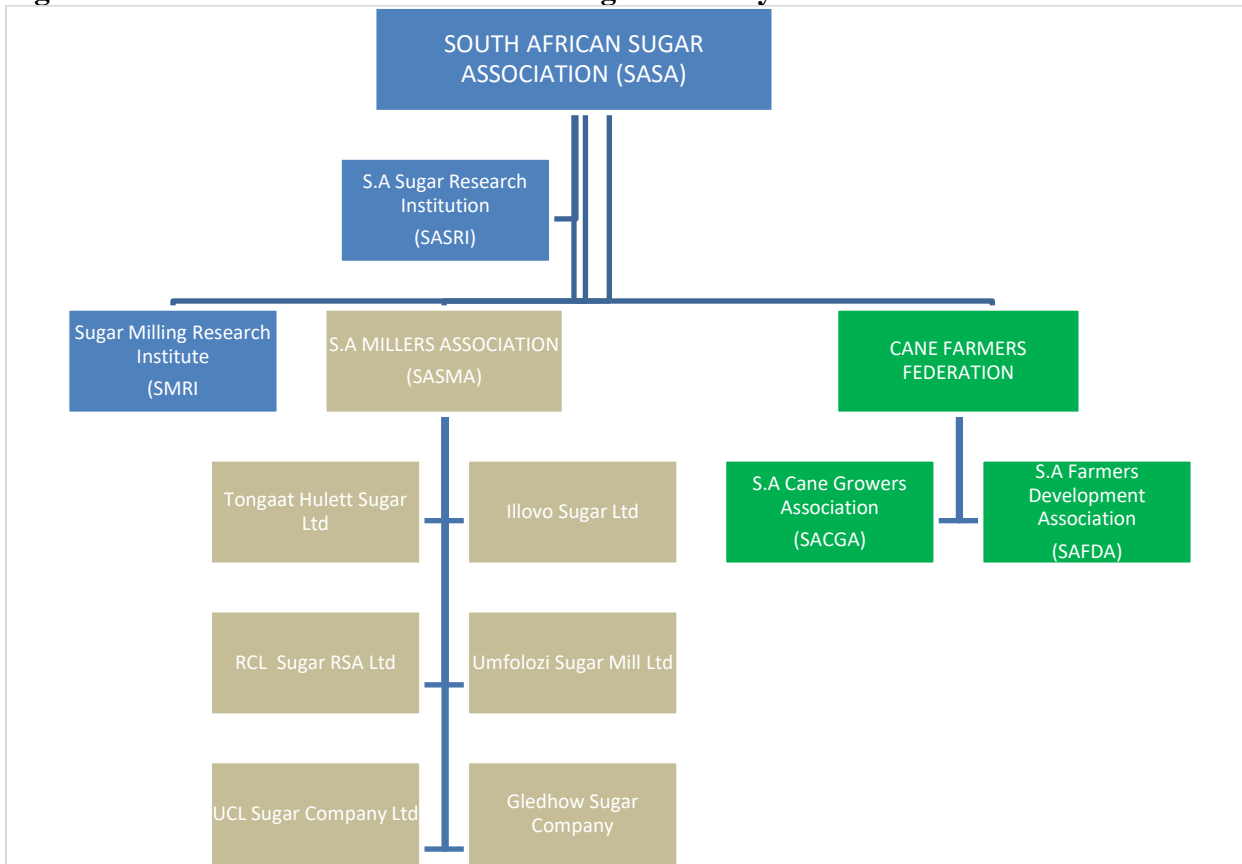 SOUTH AFRICAN SUGAR
ASSOCIATION (SASA)
S.A Sugar Research
Institution
(SASRI)
Sugar Milling Research
Institute
(SMRI
S.A MILLERS ASSOCIATION
(SASMA)
CANE FARMERS
FEDERATION
Tongaat Hulett Sugar
Ltd
Illovo Sugar Ltd
S.A Cane Growers
Association
(SACGA)
S.A Farmers
Development
Association
(SAFDA)
RCL Sugar RSA Ltd
Umfolozi Sugar Mill Ltd
UCL Sugar Company Ltd
Gledhow Sugar
Company